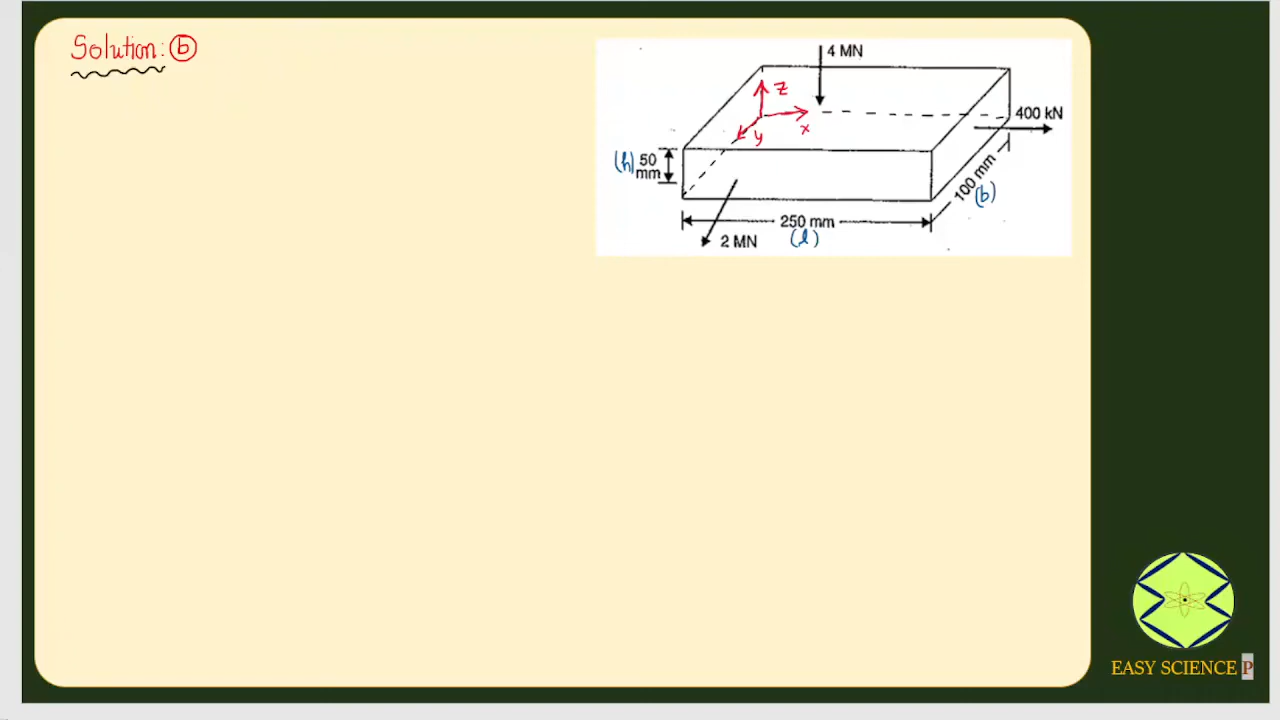 Solution: ⓑ
4 MN
z
x
y
400 kN
(h) 50 mm
100 mm
(b)
250 mm
(l)
2 MN
EASY SCIENCE P